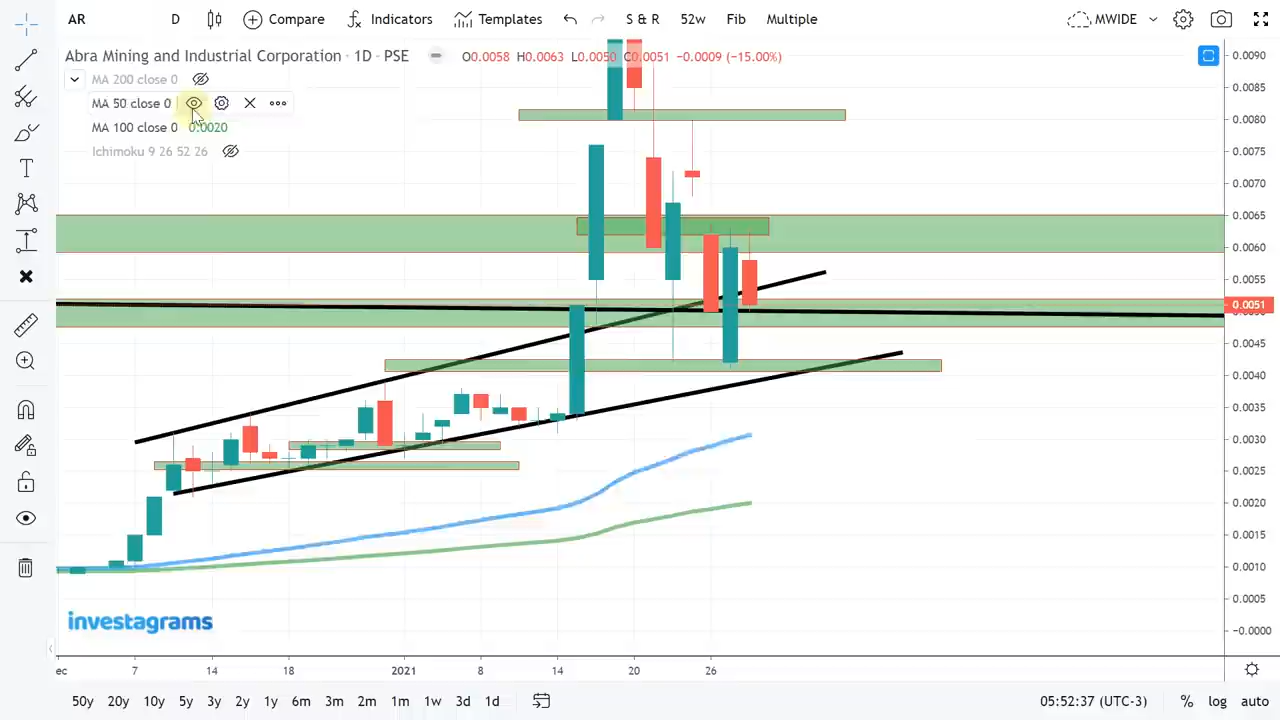 AR D Compare Indicators Templates S & R 52w Fib Multiple MWIDE
Abra Mining and Industrial Corporation · 1D · PSE O0.0058 H0.0063 L0.0050 C0.0051 −0.0009 (−15.00%)
MA 200 close 0
MA 50 close 0
MA 100 close 0 0.0020
Ichimoku 9 26 52 26
0.0090
0.0085
0.0080
0.0075
0.0070
0.0065
0.0060
0.0055
0.0051
0.0045
0.0040
0.0035
0.0030
0.0025
0.0020
0.0015
0.0010
0.0005
−0.0000
investagrams
ec 7 14 18 2021 8 14 20 26
50y 20y 10y 5y 3y 2y 1y 6m 3m 2m 1m 1w 3d 1d 05:52:37 (UTC-3) % log auto